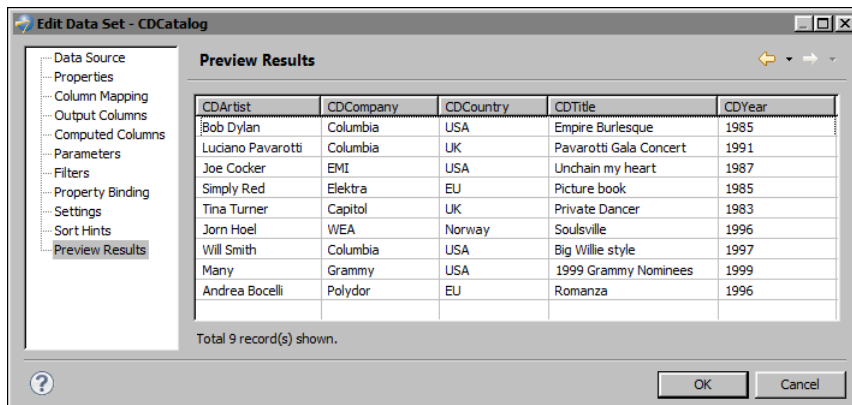 Edit Data Set - CDCatalog
Data Source
Properties
Column Mapping
Output Columns
Computed Columns
Parameters
Filters
Property Binding
Settings
Sort Hints
Preview Results
Preview Results
CDArtist CDCompany CDCountry CDTitle CDYear
Bob Dylan Columbia USA Empire Burlesque 1985
Luciano Pavarotti Columbia UK Pavarotti Gala Concert 1991
Joe Cocker EMI USA Unchain my heart 1987
Simply Red Elektra EU Picture book 1985
Tina Turner Capitol UK Private Dancer 1983
Jorn Hoel WEA Norway Soulsville 1996
Will Smith Columbia USA Big Willie style 1997
Many Grammy USA 1999 Grammy Nominees 1999
Andrea Bocelli Polydor EU Romanza 1996
Total 9 record(s) shown.
?
OK Cancel